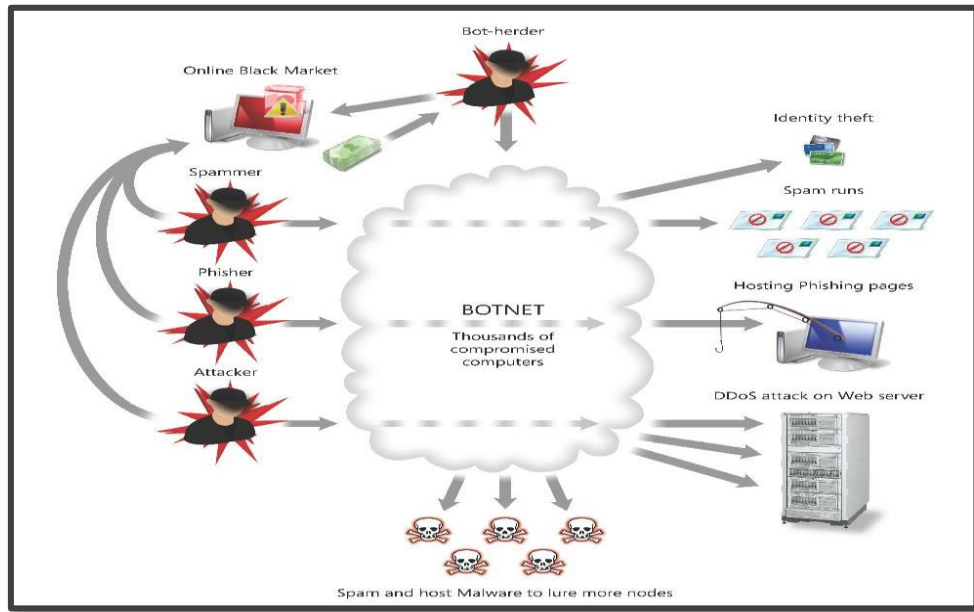 Bot-herder
Online Black Market
Identity theft
Spammer
Spam runs
Phisher
Hosting Phishing pages
BOTNET
Thousands of
compromised
computers
Attacker
DDoS attack on Web server
Spam and host Malware to lure more nodes